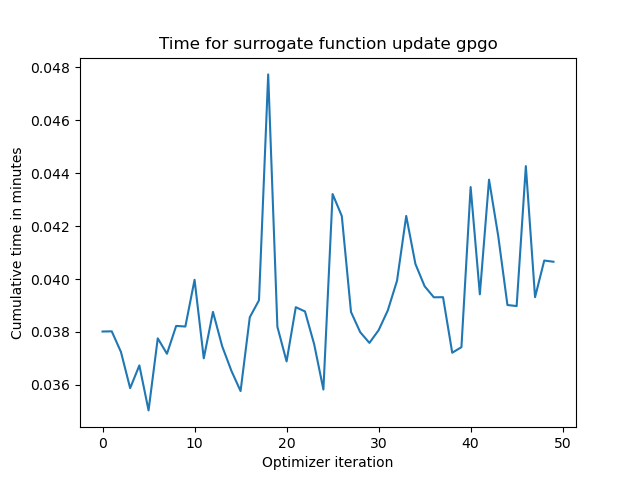 Time for surrogate function update gpgo
0.048
0.046
0.044
0.042
0.040
0.038
0.036
Cumulative time in minutes
0 10 20 30 40 50
Optimizer iteration